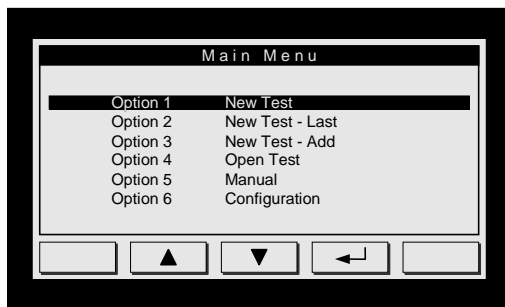 Main Menu
Option 1 New Test
Option 2 New Test - Last
Option 3 New Test - Add
Option 4 Open Test
Option 5 Manual
Option 6 Configuration